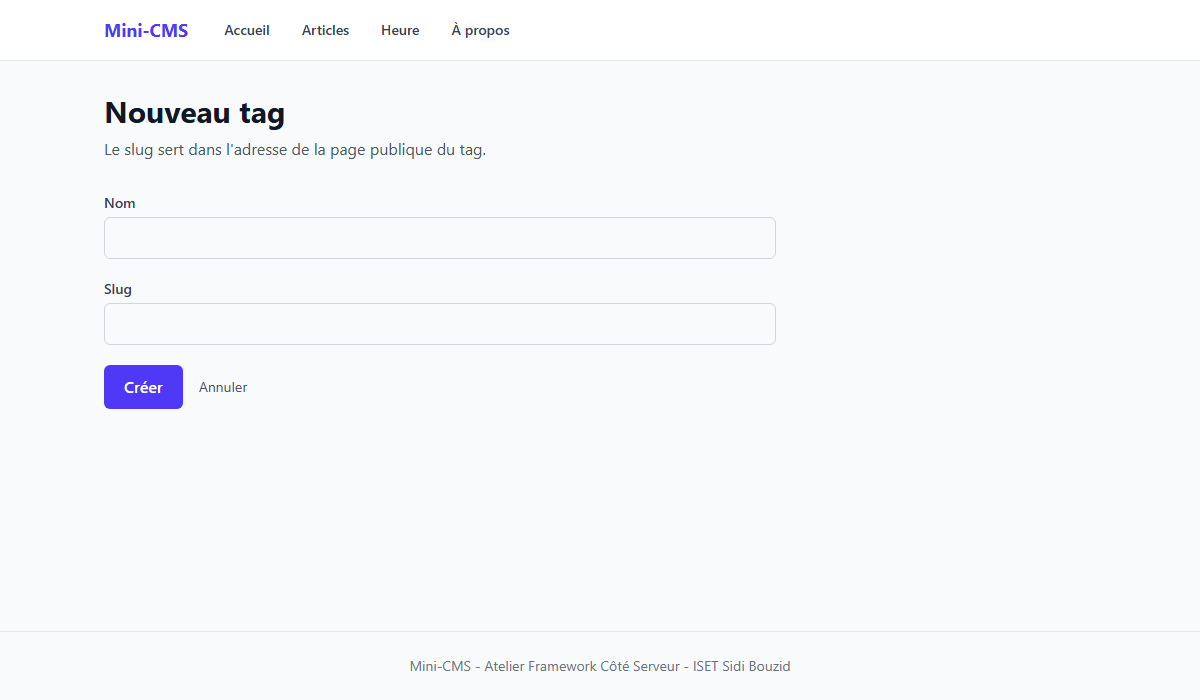 Mini-CMS Accueil Articles Heure À propos
Nouveau tag
Le slug sert dans l'adresse de la page publique du tag.
Nom
Slug
Créer Annuler
Mini-CMS - Atelier Framework Côté Serveur - ISET Sidi Bouzid